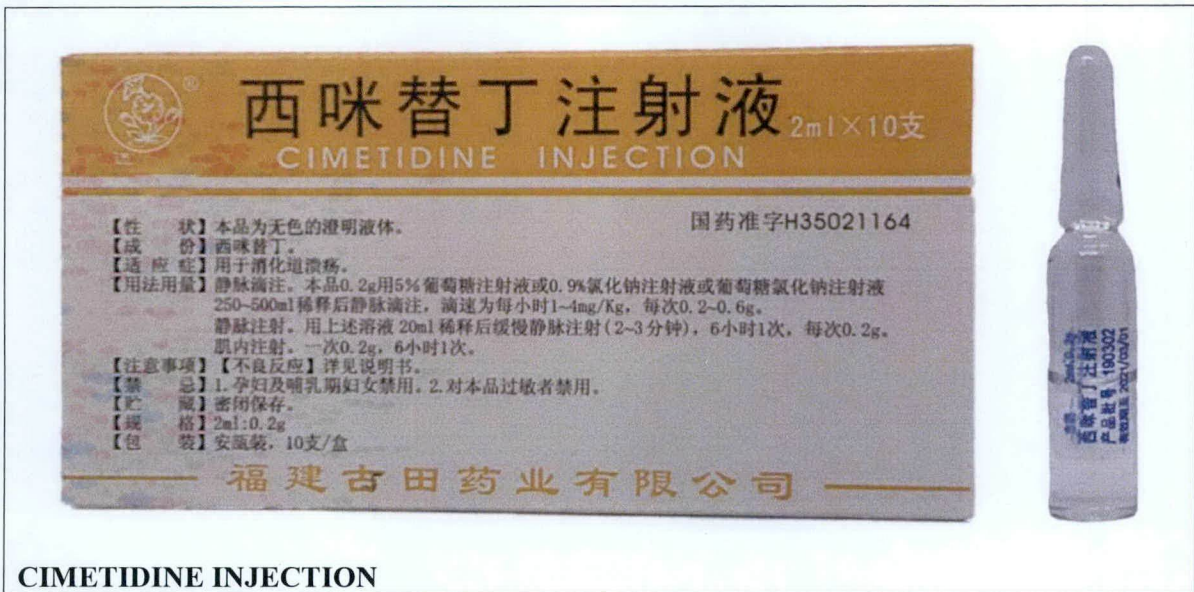 西咪替丁注射液 2ml×10支
CIMETIDINE INJECTION
国药准字H35021164
【性 状】本品为无色的澄明液体。
【成 份】西咪替丁。
【适 应 症】用于消化道溃疡。
【用法用量】静脉滴注。本品0.2g用5%葡萄糖注射液或0.9%氯化钠注射液或葡萄糖氯化钠注射液
250~500ml稀释后静脉滴注，滴速为每小时1~4mg/Kg，每次0.2~0.6g。
静脉注射。用上述溶液20ml稀释后缓慢静脉注射(2~3分钟)，6小时1次，每次0.2g。
肌内注射。一次0.2g，6小时1次。
【注意事项】【不良反应】详见说明书。
【禁 忌】1.孕妇及哺乳期妇女禁用。2.对本品过敏者禁用。
【贮 藏】密闭保存。
【规 格】2ml:0.2g
【包 装】安瓿装，10支/盒
福建古田药业有限公司
2ml:0.2g
西咪替丁注射液
产品批号 190302
有效期至 2021/03/01
CIMETIDINE INJECTION